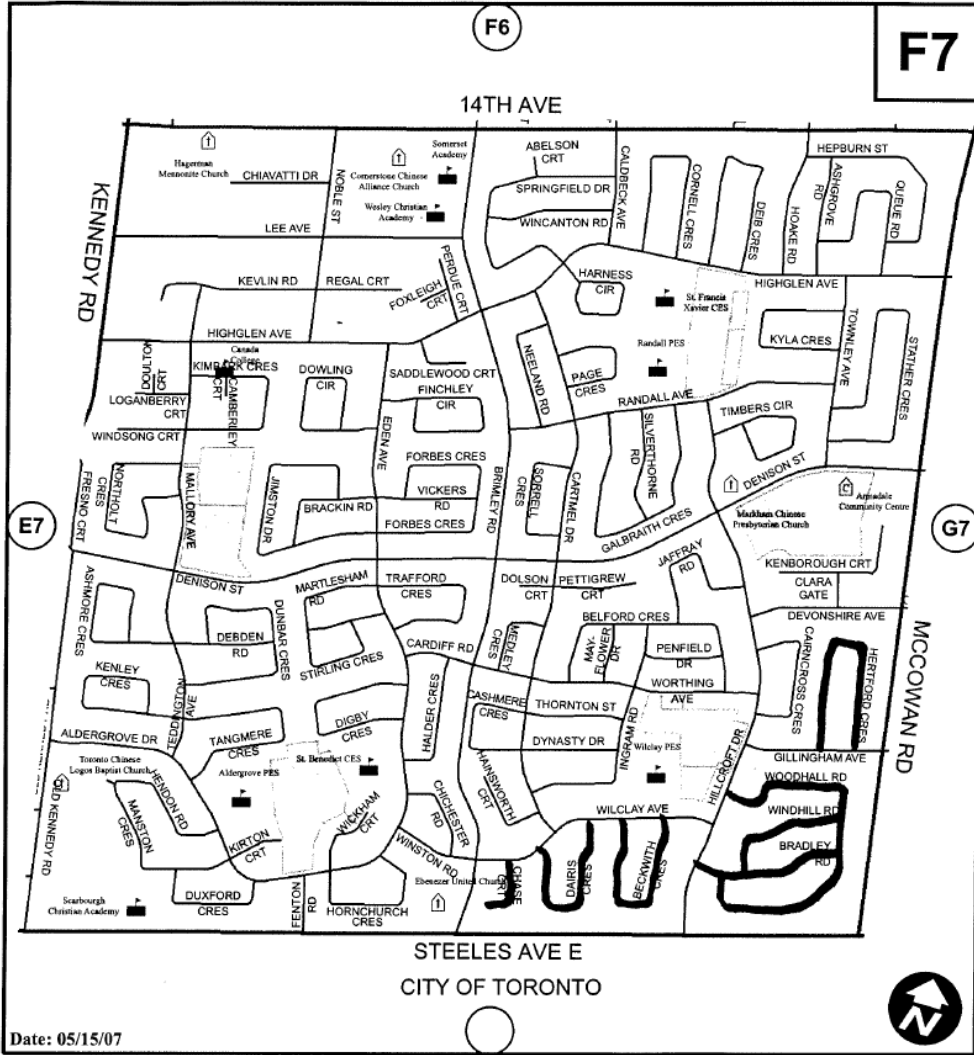 F6
F7
14TH AVE
KENNEDY RD
Hagerman
Mennonite Church
CHIAVATTI DR
NOBLE ST
Cornerstone Chinese
Alliance Church
Somerset
Academy
Wesley Christian
Academy
LEE AVE
ABELSON
CRT
SPRINGFIELD DR
WINCANTON RD
CALDBECK AVE
CORNELL CRES
DEIB CRES
HOAKE RD
HEPBURN ST
ASHGROVE
RD
QUEUE RD
KEVLIN RD
REGAL CRT
FOXLEIGH
CRT
PERDUE CRT
HARNESS
CIR
St. Francis
Xavier CES
HIGHGLEN AVE
HIGHGLEN AVE
Canada
College
KIMBARK CRES
DOULTON
CRT
CAMBERLEY
CRT
LOGANBERRY
CRT
WINDSONG CRT
DOWLING
CIR
SADDLEWOOD CRT
FINCHLEY
CIR
EDEN AVE
NEELAND RD
PAGE
CRES
Randall PES
RANDALL AVE
KYLA CRES
TOWNLEY AVE
STATHER CRES
TIMBERS CIR
SILVERTHORNE
RD
FORBES CRES
VICKERS
RD
FORBES CRES
BRACKIN RD
JIMSTON DR
MALLORY AVE
NORTHOLT
CRES
FRESNO CRT
BRIMLEY RD
SORRELL
CRES
CARTMEL DR
GALBRAITH CRES
DENISON ST
Markham Chinese
Presbyterian Church
Armadale
Community Centre
E7
G7
DENISON ST
ASHMORE CRES
MARTLESHAM
RD
TRAFFORD
CRES
DOLSON
CRT
PETTIGREW
CRT
JAFFRAY
RD
KENBOROUGH CRT
CLARA
GATE
DEVONSHIRE AVE
DEBDEN
RD
DUNBAR CRES
STIRLING CRES
CARDIFF RD
MEDLEY
CRES
BELFORD CRES
MAY-
FLOWER
DR
PENFIELD
DR
WORTHING
AVE
CAIRNCROSS CRES
HERTFORD CRES
MCCOWAN RD
KENLEY
CRES
TEDDINGTON
AVE
ALDERGROVE DR
TANGMERE
CRES
DIGBY
CRES
HALDER CRES
CASHMERE
CRES
THORNTON ST
DYNASTY DR
INGRAM RD
Wilclay PES
HILLCROFT DR
GILLINGHAM AVE
WOODHALL RD
WINDHILL RD
BRADLEY
RD
Toronto Chinese
Logos Baptist Church
OLD KENNEDY RD
HENDON RD
MANSTON
CRES
Aldergrove PES
St. Benedict CES
KIRTON
CRT
WICKHAM
CRT
CHICHESTER
RD
HAINSWORTH
CRT
WILCLAY AVE
WINSTON RD
CHASE
CRT
DAIRIS
CRES
BECKWITH
CRES
Ebenezer United Church
Scarbourgh
Christian Academy
DUXFORD
CRES
FENTON
RD
HORNCHURCH
CRES
STEELES AVE E
CITY OF TORONTO
N
Date: 05/15/07